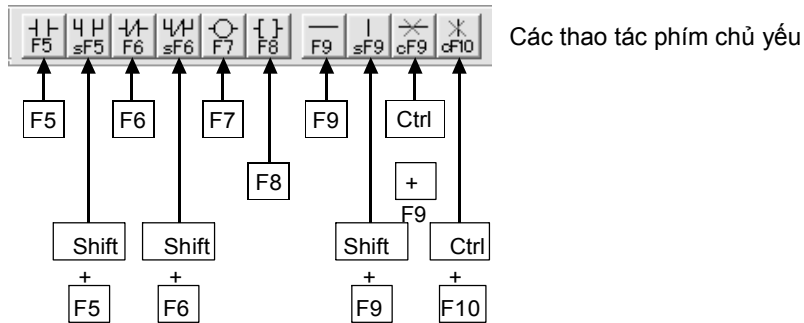 F5 sF5 F6 sF6 F7 F8 F9 sF9 cF9 cF10
Các thao tác phím chủ yếu
F5 F6 F7 F9 Ctrl
F8 +
F9
Shift Shift Shift Ctrl
+ + + +
F5 F6 F9 F10